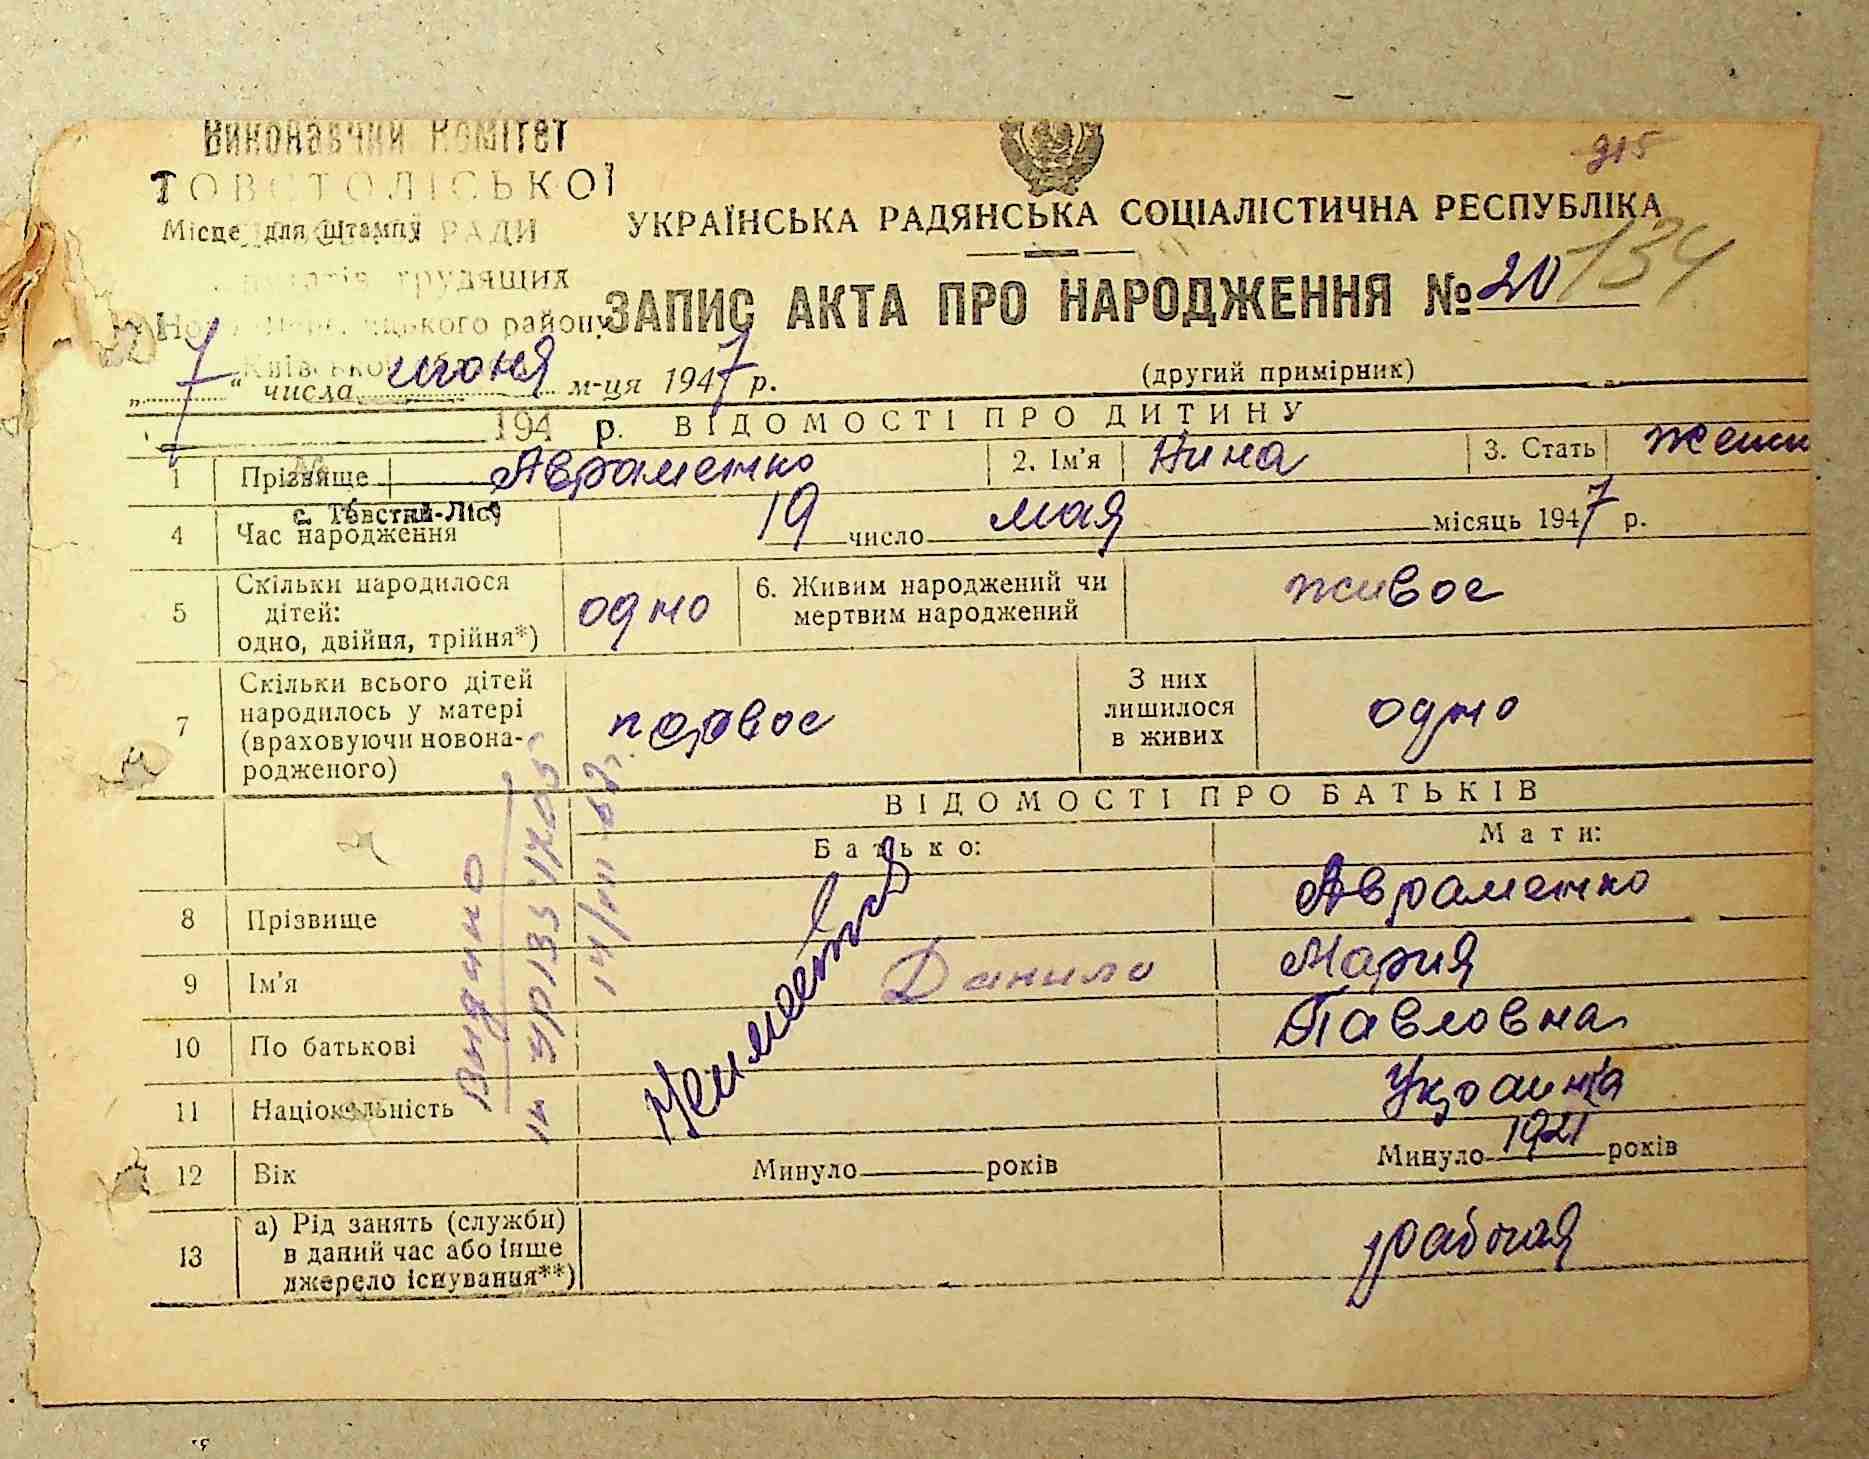 Виконавчий Комітет
ТОВСТОЛІСЬКОЇ
Місце для штампу РАДИ
трудящих
району
315
УКРАЇНСЬКА РАДЯНСЬКА СОЦІАЛІСТИЧНА РЕСПУБЛІКА
ЗАПИС АКТА ПРО НАРОДЖЕННЯ № 20 134
„7“ числа июня м-ця 1947 р.
(другий примірник)
194 р. ВІДОМОСТІ ПРО ДИТИНУ
1 Прізвище Авраменко 2. Ім'я Нина 3. Стать женск
с. Товстий-Ліс
4 Час народження 19 число мая місяць 1947 р.
5 Скільки народилося дітей: одно, двійня, трійня*) одно 6. Живим народжений чи мертвим народжений живое
7 Скільки всього дітей народилось у матері (враховуючи новонародженого) первое З них лишилося в живих одно
ВІДОМОСТІ ПРО БАТЬКІВ
Батько: Мати:
8 Прізвище Авраменко
9 Ім'я Данило Мария
10 По батькові Павловна
11 Національність Украинка
12 Вік Минуло років Минуло 1921 років
13 а) Рід занять (служби) в даний час або інше джерело існування**) рабочая